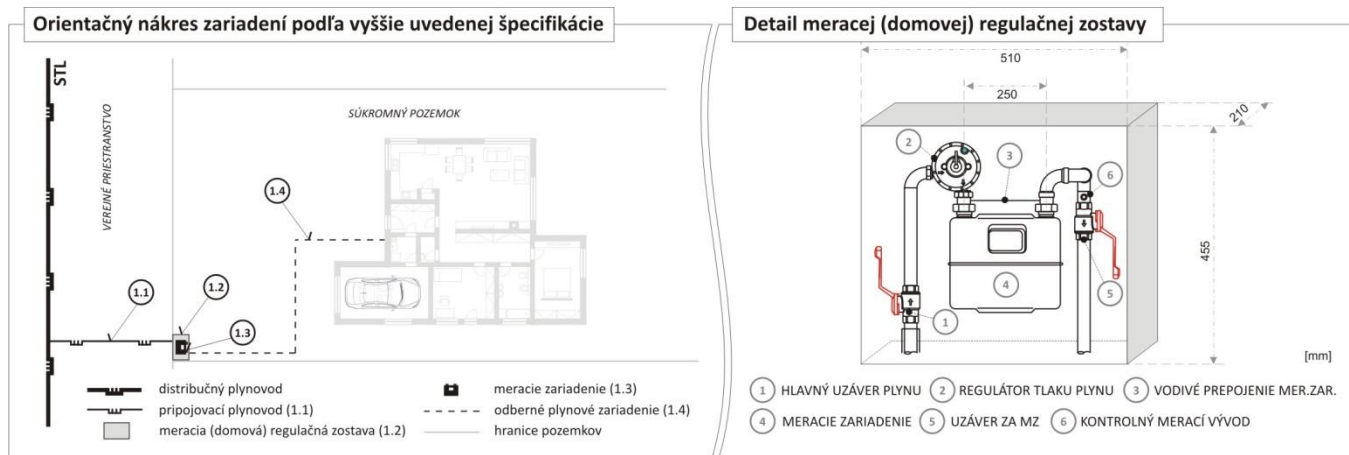 Orientačný nákres zariadení podľa vyššie uvedenej špecifikácie
STL
VEREJNÉ PRIESTRANSTVO
SÚKROMNÝ POZEMOK
1.4
1.1
1.2
1.3
distribučný plynovod
pripojovací plynovod (1.1)
meracia (domová) regulačná zostava (1.2)
meracie zariadenie (1.3)
odberné plynové zariadenie (1.4)
hranice pozemkov
Detail meracej (domovej) regulačnej zostavy
510
250
210
2
3
6
455
4
5
1
[mm]
1 HLAVNÝ UZÁVER PLYNU 2 REGULÁTOR TLAKU PLYNU 3 VODIVÉ PREPOJENIE MER.ZAR.
4 MERACIE ZARIADENIE 5 UZÁVER ZA MZ 6 KONTROLNÝ MERACÍ VÝVOD